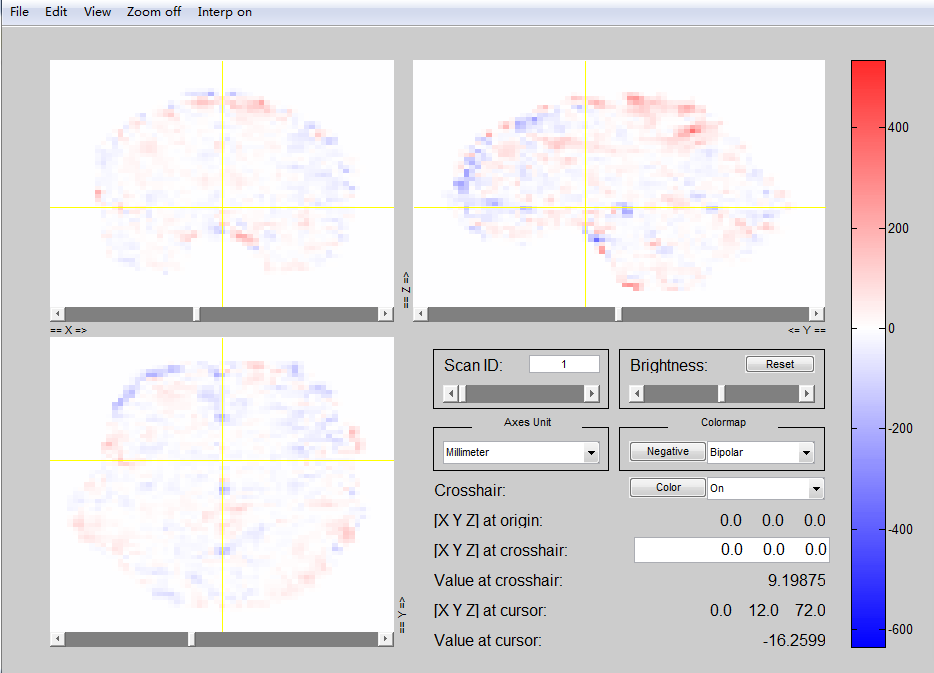 File Edit View Zoom off Interp on
== X =>
== Z =>
<= Y ==
== Y =>
400
200
0
-200
-400
-600
Scan ID: 1
Brightness: Reset
Axes Unit
Millimeter
Colormap
Negative Bipolar
Crosshair: Color On
[X Y Z] at origin: 0.0 0.0 0.0
[X Y Z] at crosshair: 0.0 0.0 0.0
Value at crosshair: 9.19875
[X Y Z] at cursor: 0.0 12.0 72.0
Value at cursor: -16.2599